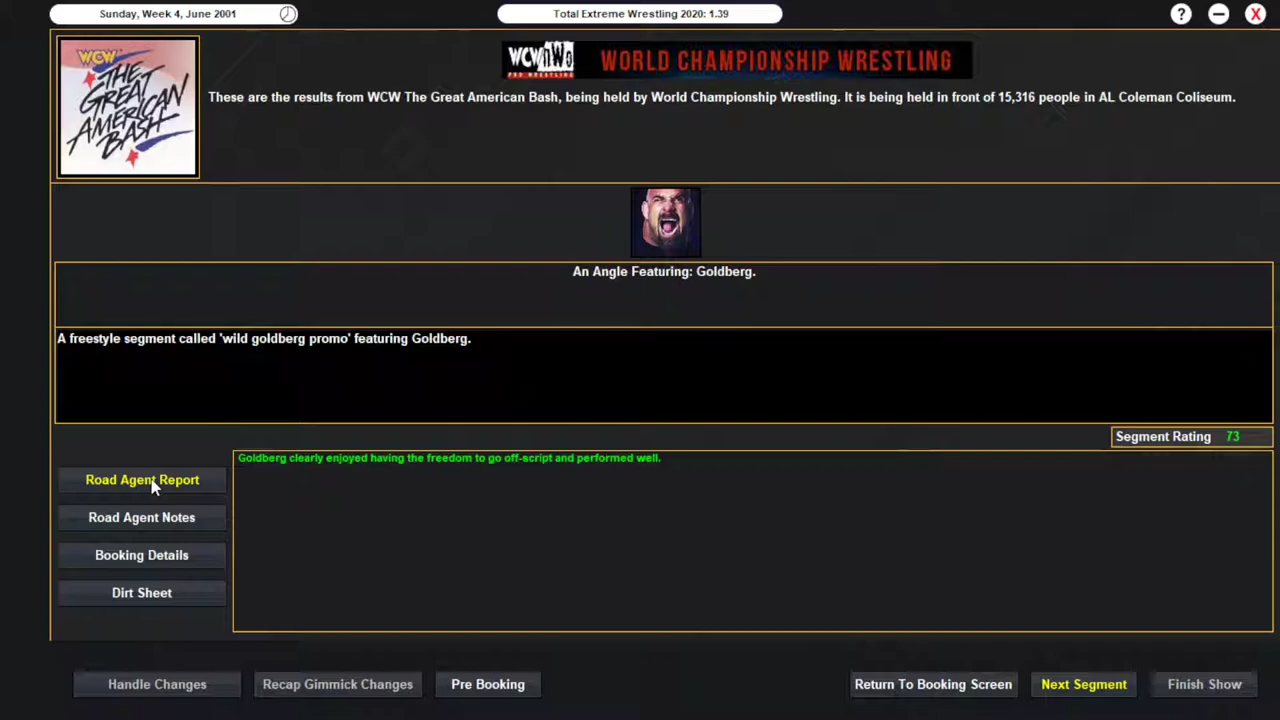 Sunday, Week 4, June 2001
Total Extreme Wrestling 2020: 1.39
?
X
WCW
THE GREAT AMERICAN BASH
WCW
PRO WRESTLING
WORLD CHAMPIONSHIP WRESTLING
These are the results from WCW The Great American Bash, being held by World Championship Wrestling. It is being held in front of 15,316 people in AL Coleman Coliseum.
An Angle Featuring: Goldberg.
A freestyle segment called 'wild goldberg promo' featuring Goldberg.
Segment Rating 73
Road Agent Report
Goldberg clearly enjoyed having the freedom to go off-script and performed well.
Road Agent Notes
Booking Details
Dirt Sheet
Handle Changes
Recap Gimmick Changes
Pre Booking
Return To Booking Screen
Next Segment
Finish Show